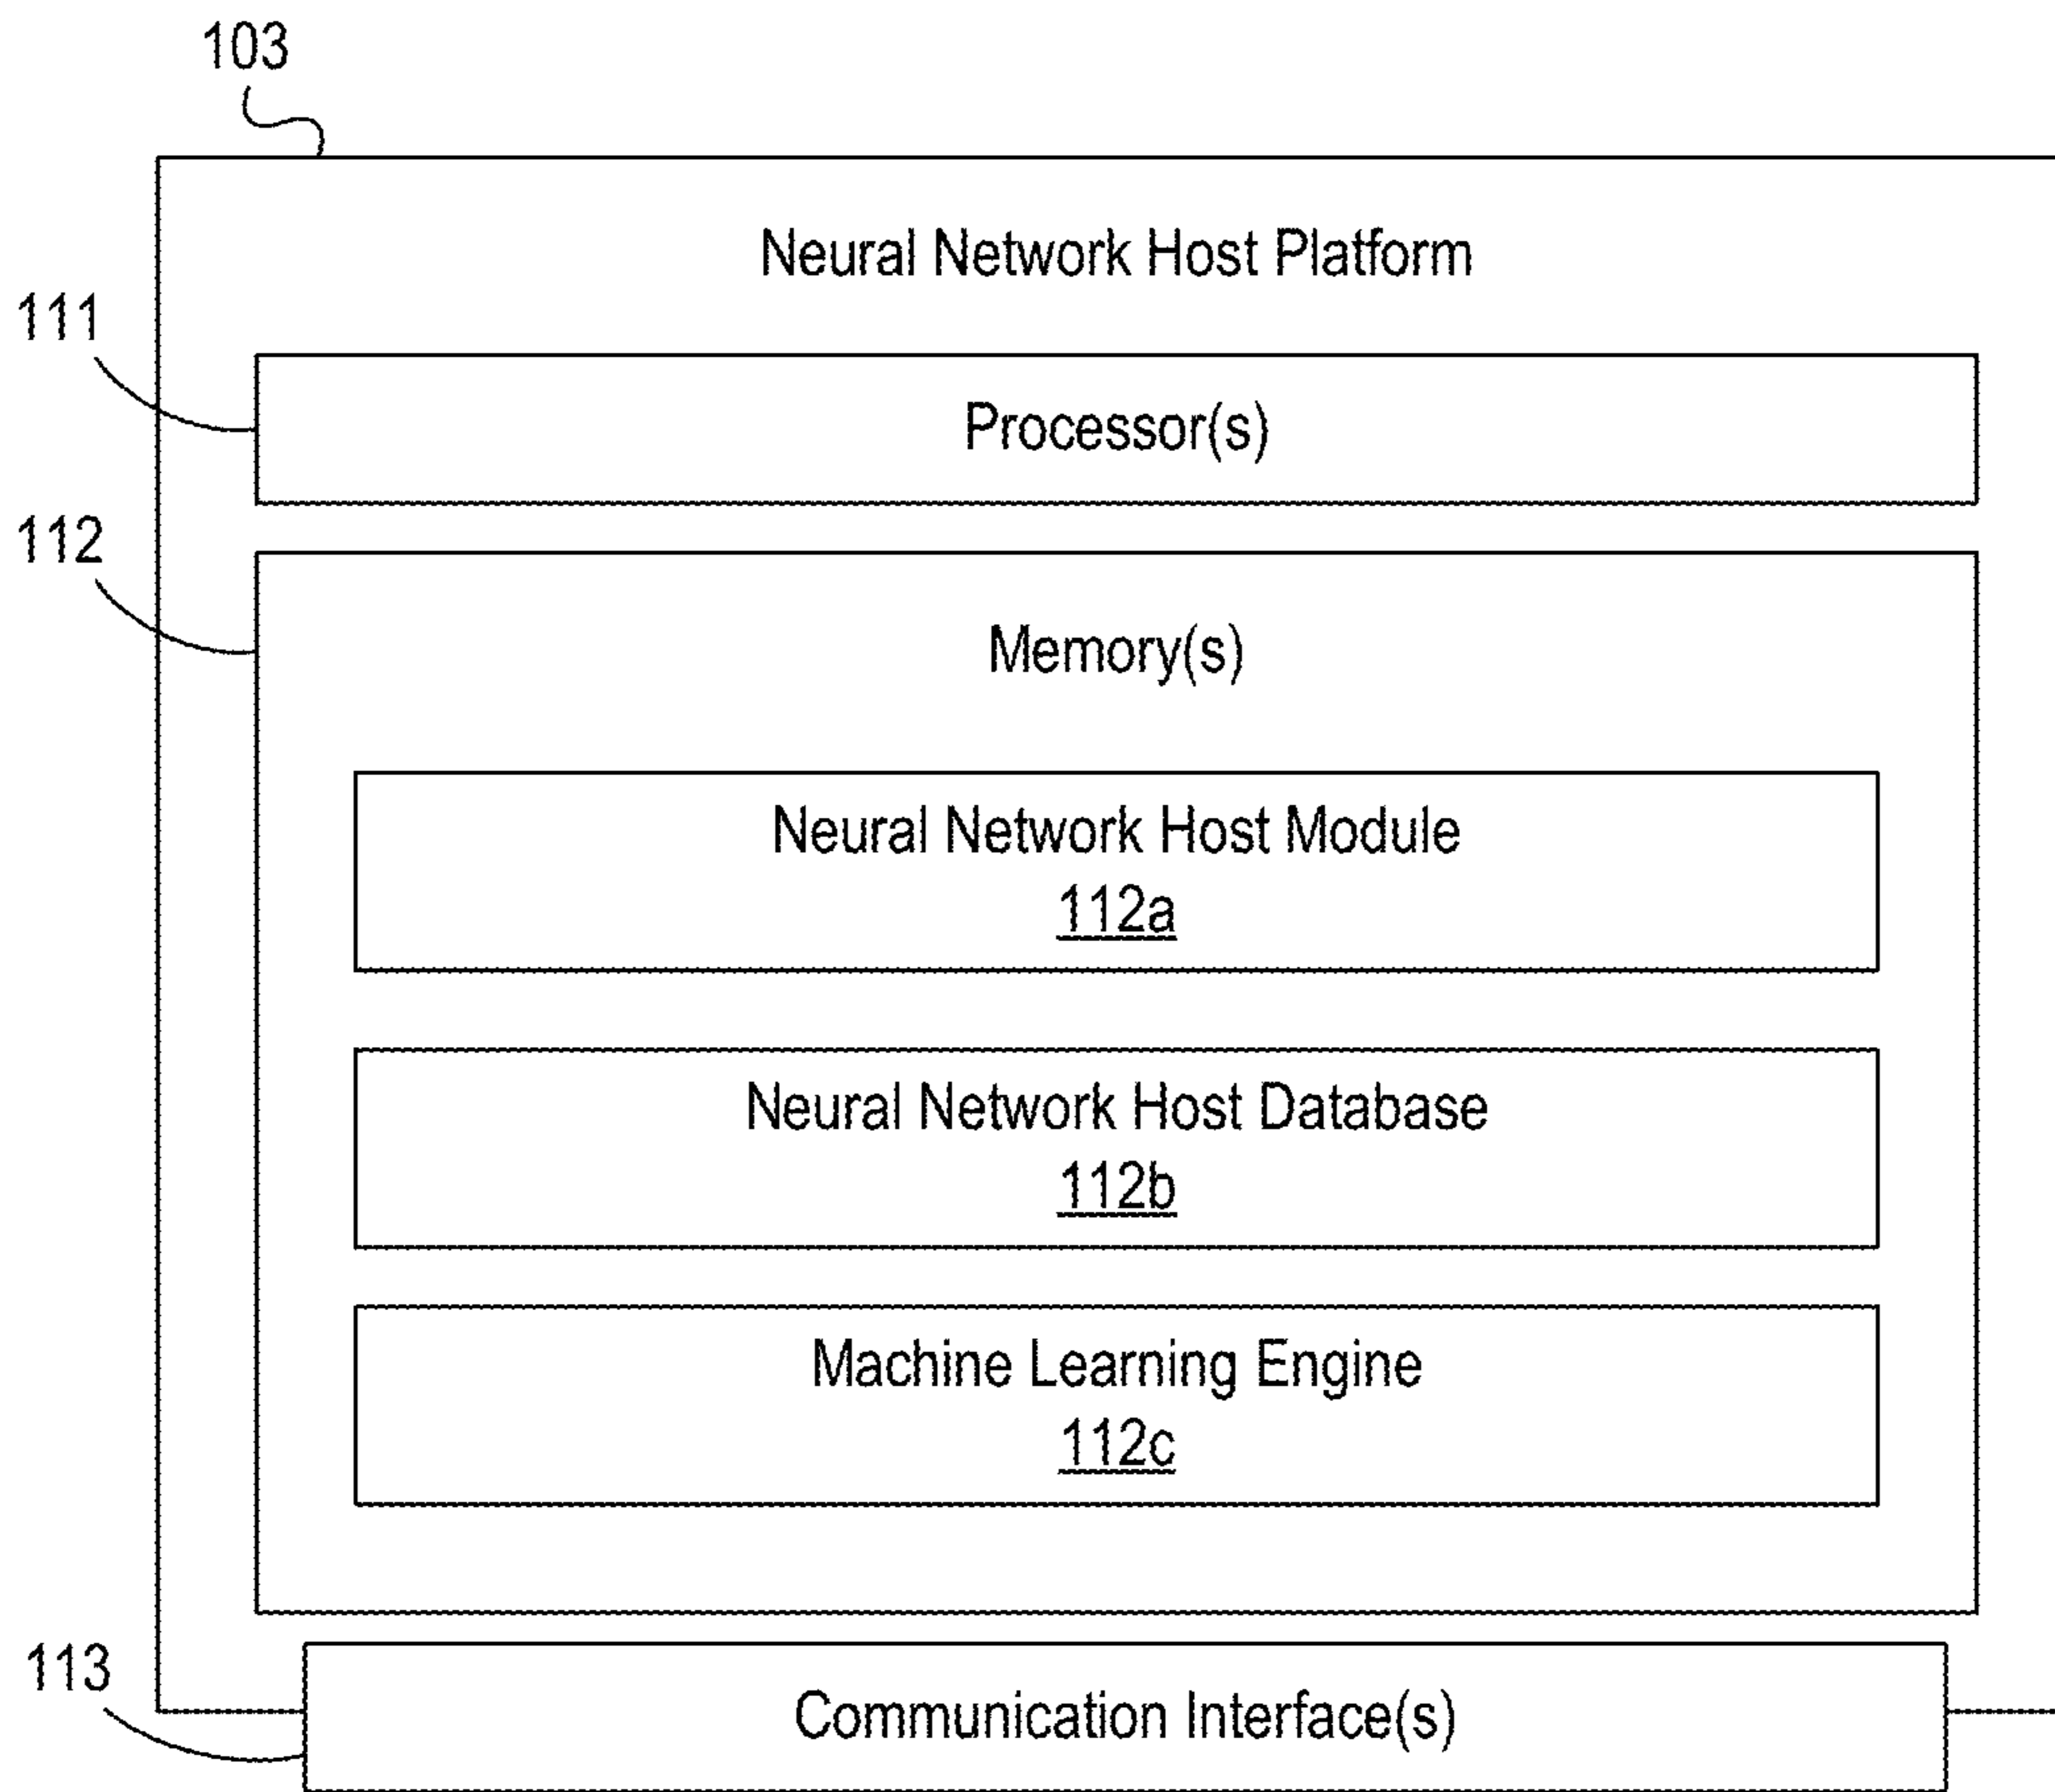 103
Neural Network Host Platform
111
Processor(s)
112
Memory(s)
Neural Network Host Module
112a
Neural Network Host Database
112b
Machine Learning Engine
112c
113
Communication Interface(s)